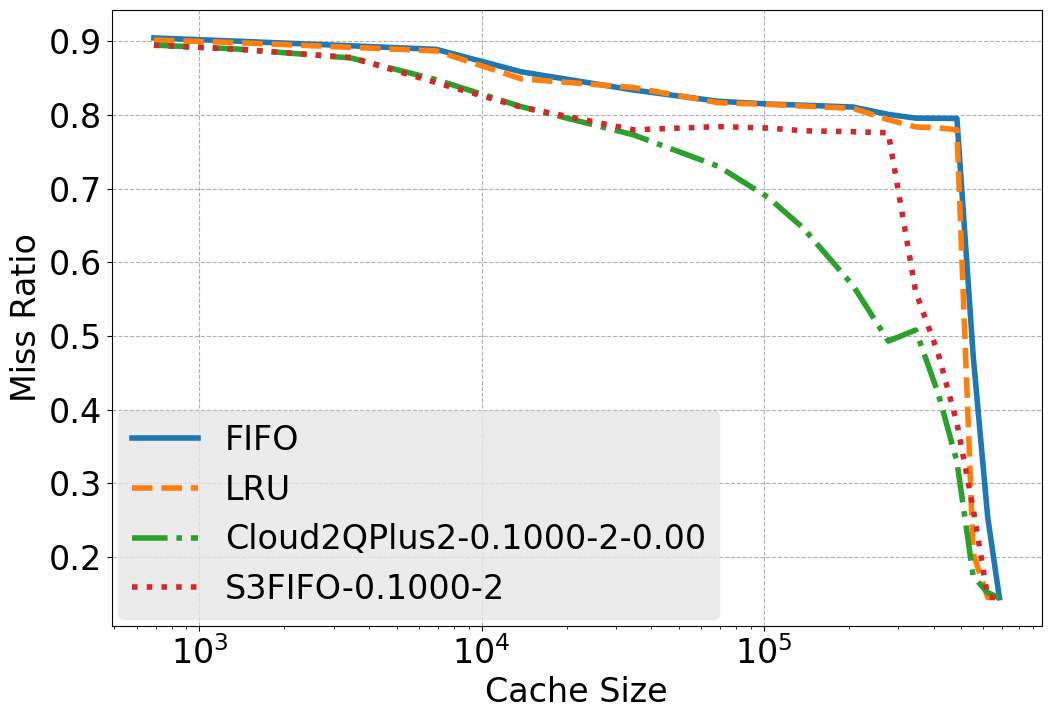 0.9
0.8
0.7
0.6
0.5
0.4
0.3
0.2
Miss Ratio
FIFO
LRU
Cloud2QPlus2-0.1000-2-0.00
S3FIFO-0.1000-2
10³
10⁴
10⁵
Cache Size